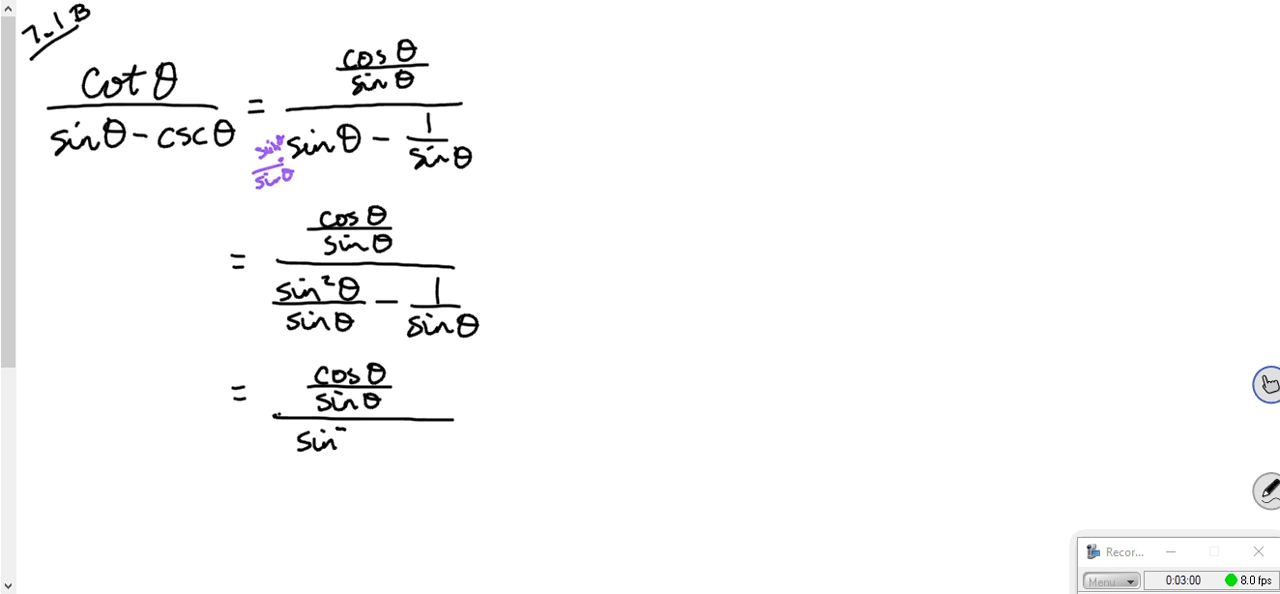 7.1B
cot θ / (sin θ - csc θ) = (cos θ / sin θ) / (sin θ / sin θ · sin θ - 1 / sin θ)
= (cos θ / sin θ) / (sin² θ / sin θ - 1 / sin θ)
= (cos θ / sin θ) / sin
Recor...
Menu 0:03:00 8.0 fps